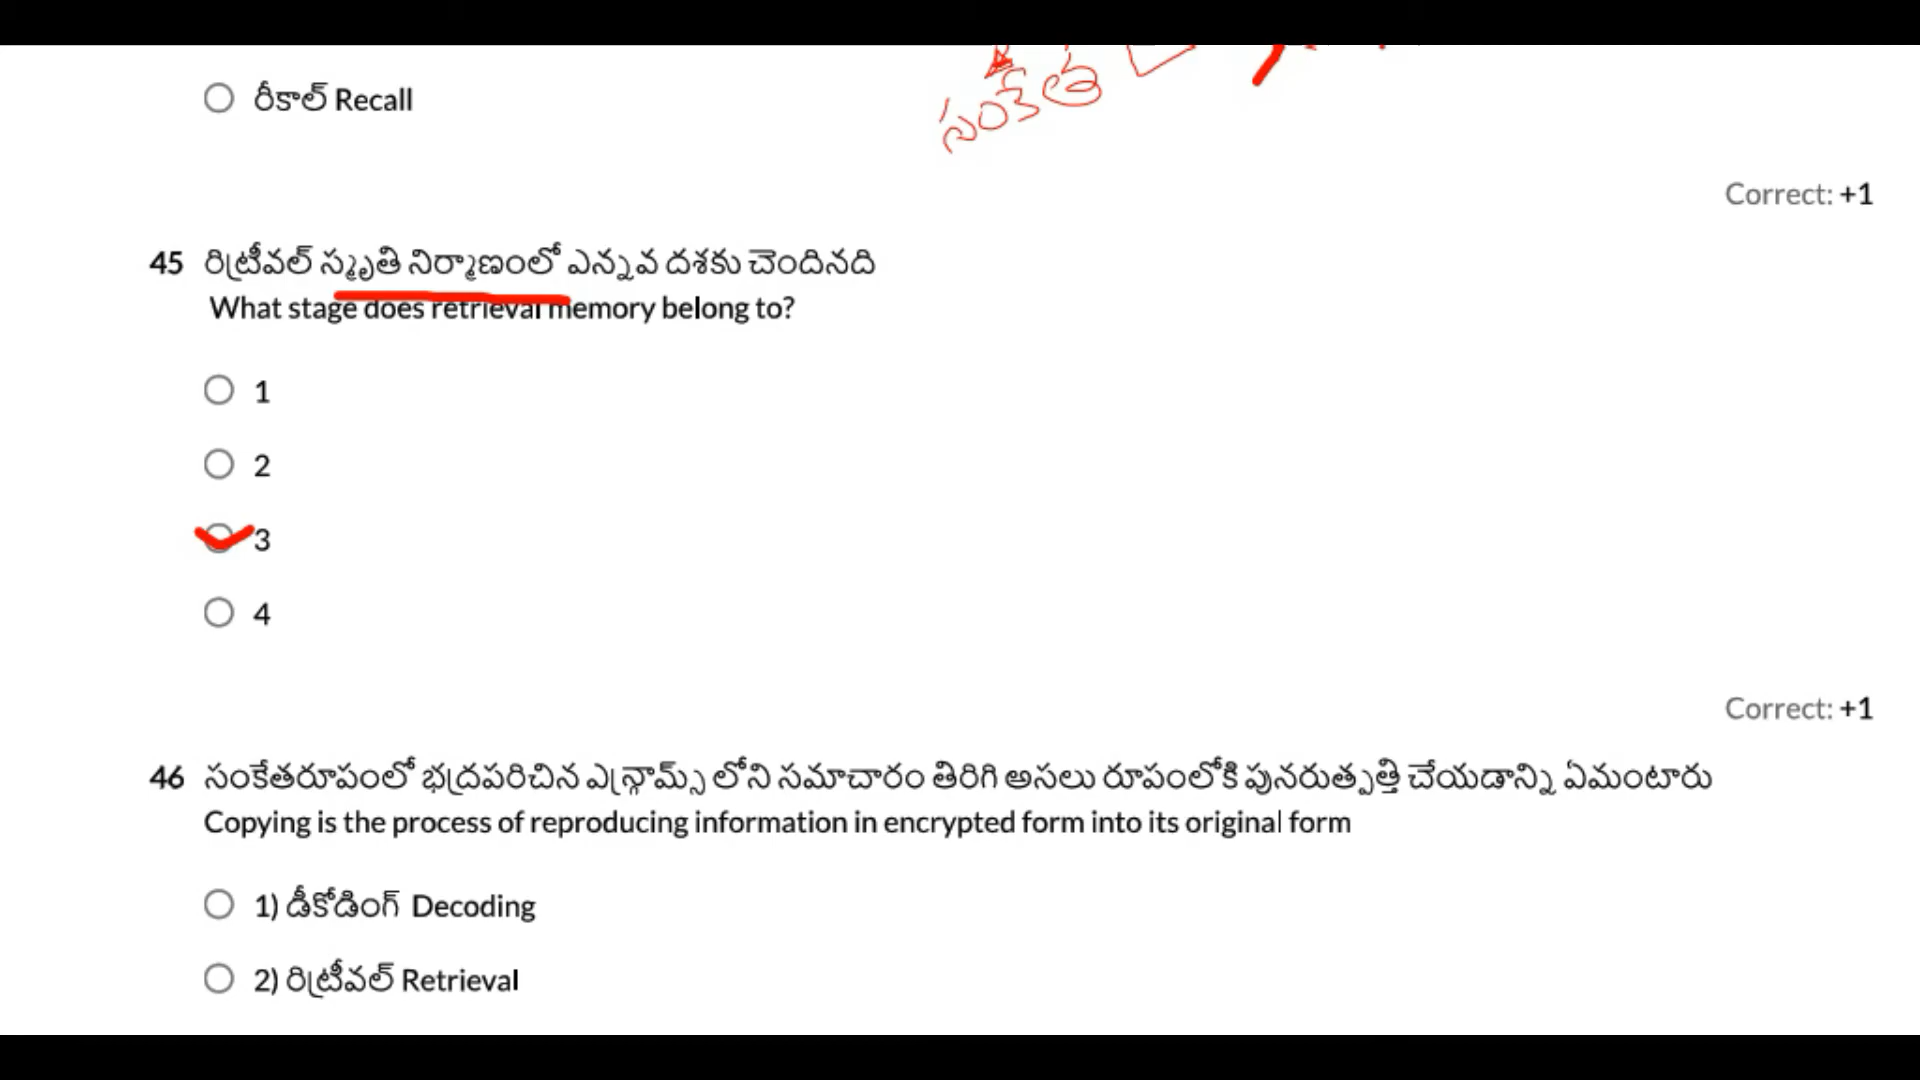 రీకాల్ Recall
సంకేత
Correct: +1
45 రిట్రీవల్ స్మృతి నిర్మాణంలో ఎన్నవ దశకు చెందినది
What stage does retrieval memory belong to?
1
2
3
4
Correct: +1
46 సంకేతరూపంలో భద్రపరిచిన ఎన్గ్రామ్స్ లోని సమాచారం తిరిగి అసలు రూపంలోకి పునరుత్పత్తి చేయడాన్ని ఏమంటారు
Copying is the process of reproducing information in encrypted form into its original form
1) డీకోడింగ్ Decoding
2) రిట్రీవల్ Retrieval